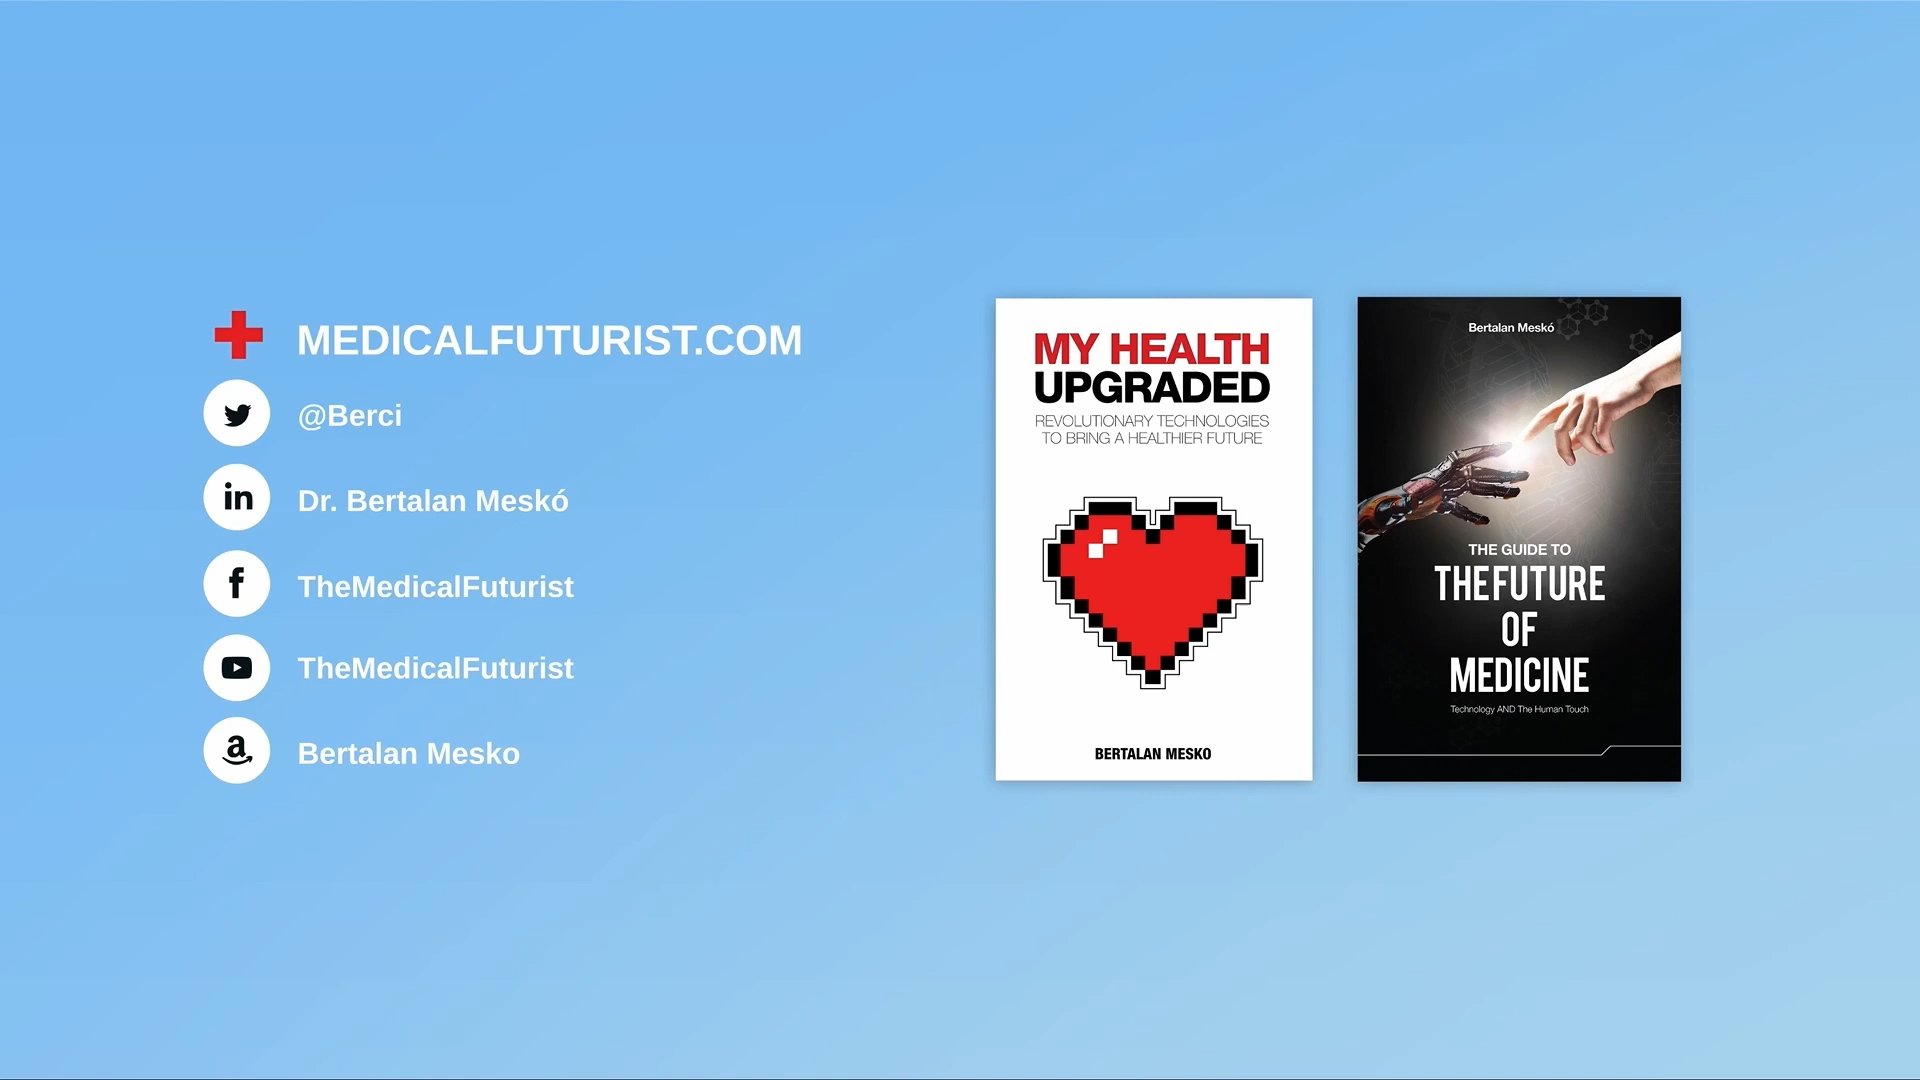 MEDICALFUTURIST.COM
@Berci
in Dr. Bertalan Meskó
f TheMedicalFuturist
TheMedicalFuturist
a Bertalan Mesko
MY HEALTH
UPGRADED
REVOLUTIONARY TECHNOLOGIES
TO BRING A HEALTHIER FUTURE
BERTALAN MESKO
Bertalan Meskó
THE GUIDE TO
THE FUTURE
OF
MEDICINE
Technology AND The Human Touch